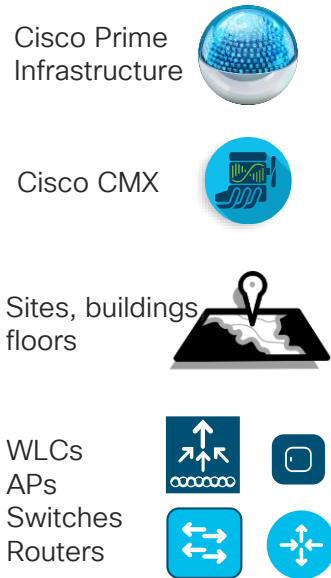 Cisco Prime
Infrastructure
Cisco CMX
Sites, buildings
floors
WLCs
APs
Switches
Routers